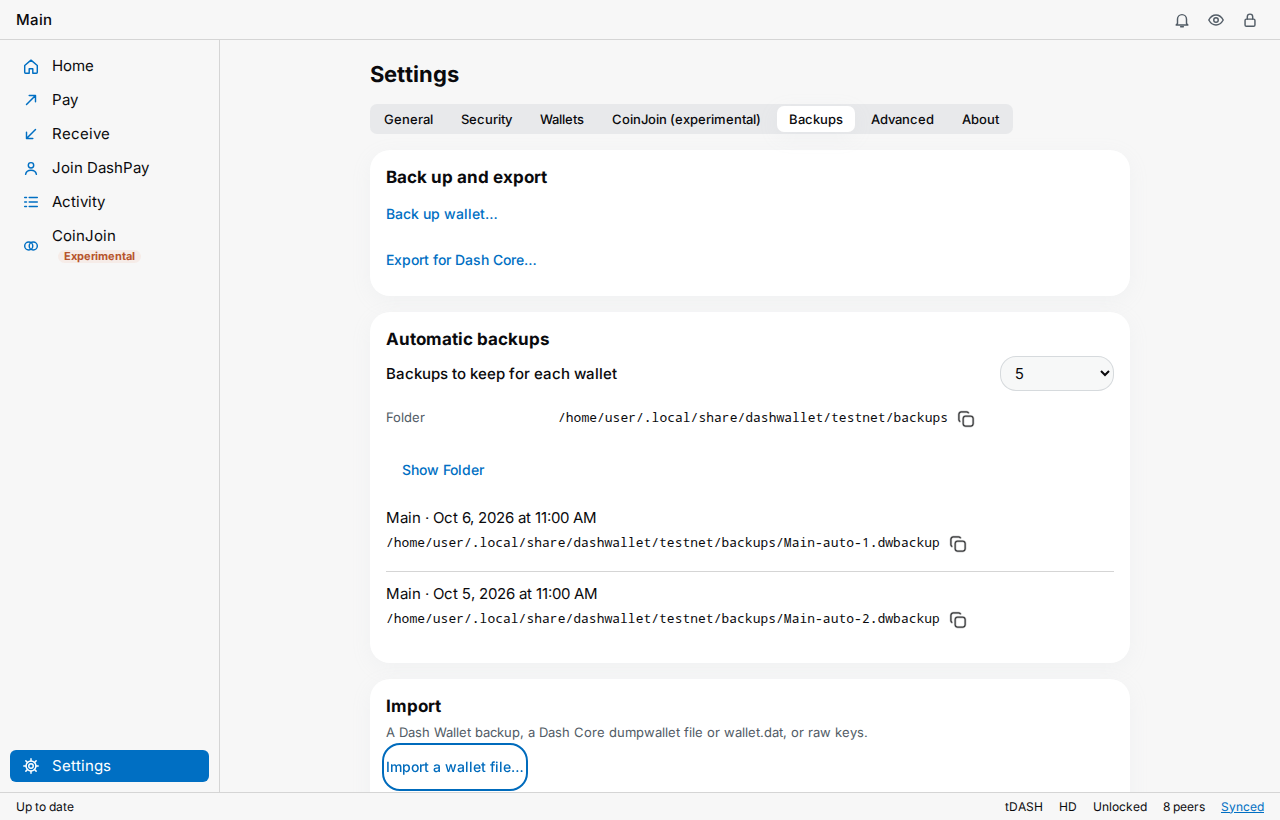 Main
Home
Pay
Receive
Join DashPay
Activity
CoinJoin
Experimental
Settings
Settings
General Security Wallets CoinJoin (experimental) Backups Advanced About
Back up and export
Back up wallet...
Export for Dash Core...
Automatic backups
Backups to keep for each wallet 5
Folder /home/user/.local/share/dashwallet/testnet/backups
Show Folder
Main · Oct 6, 2026 at 11:00 AM
/home/user/.local/share/dashwallet/testnet/backups/Main-auto-1.dwbackup
Main · Oct 5, 2026 at 11:00 AM
/home/user/.local/share/dashwallet/testnet/backups/Main-auto-2.dwbackup
Import
A Dash Wallet backup, a Dash Core dumpwallet file or wallet.dat, or raw keys.
Import a wallet file...
Up to date tDASH HD Unlocked 8 peers Synced